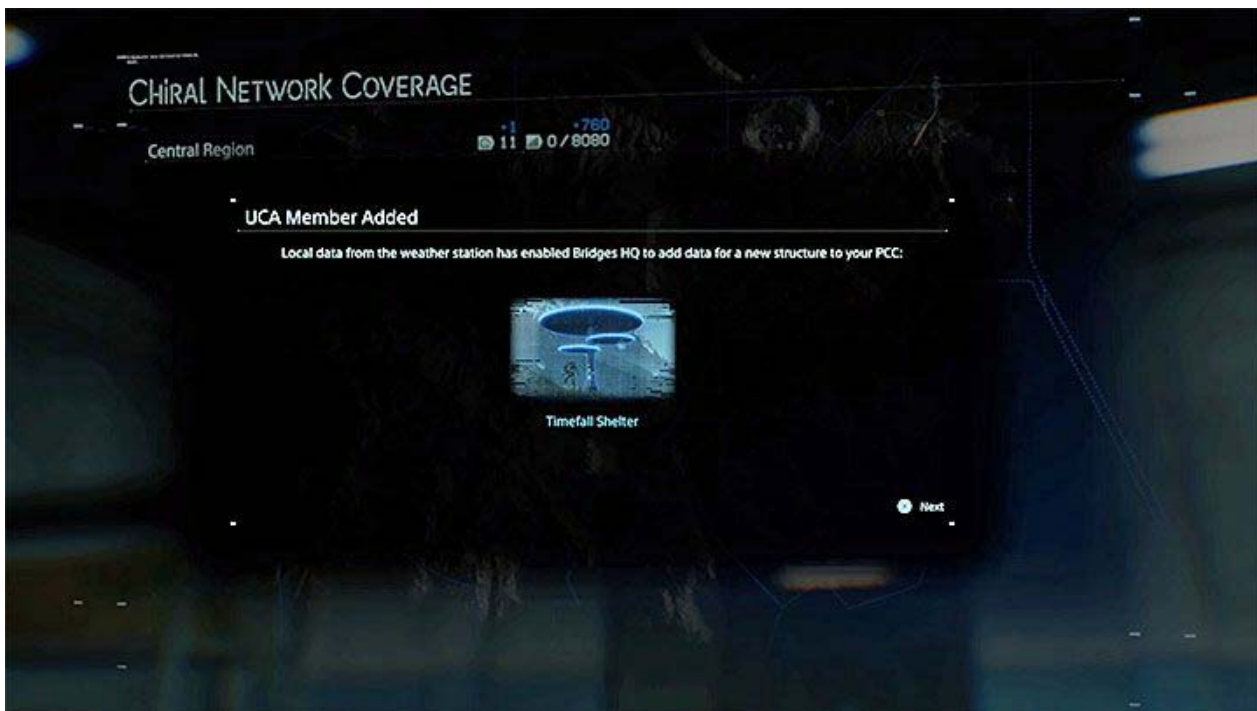 CHIRAL NETWORK COVERAGE
+1 +760
Central Region 11 0/8080
UCA Member Added
Local data from the weather station has enabled Bridges HQ to add data for a new structure to your PCC:
Timefall Shelter
Next